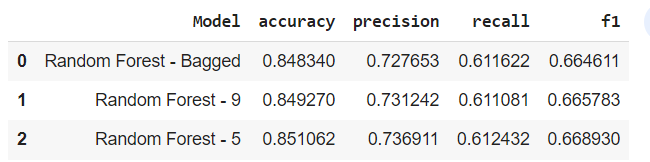 Model accuracy precision recall f1
0 Random Forest - Bagged 0.848340 0.727653 0.611622 0.664611
1 Random Forest - 9 0.849270 0.731242 0.611081 0.665783
2 Random Forest - 5 0.851062 0.736911 0.612432 0.668930